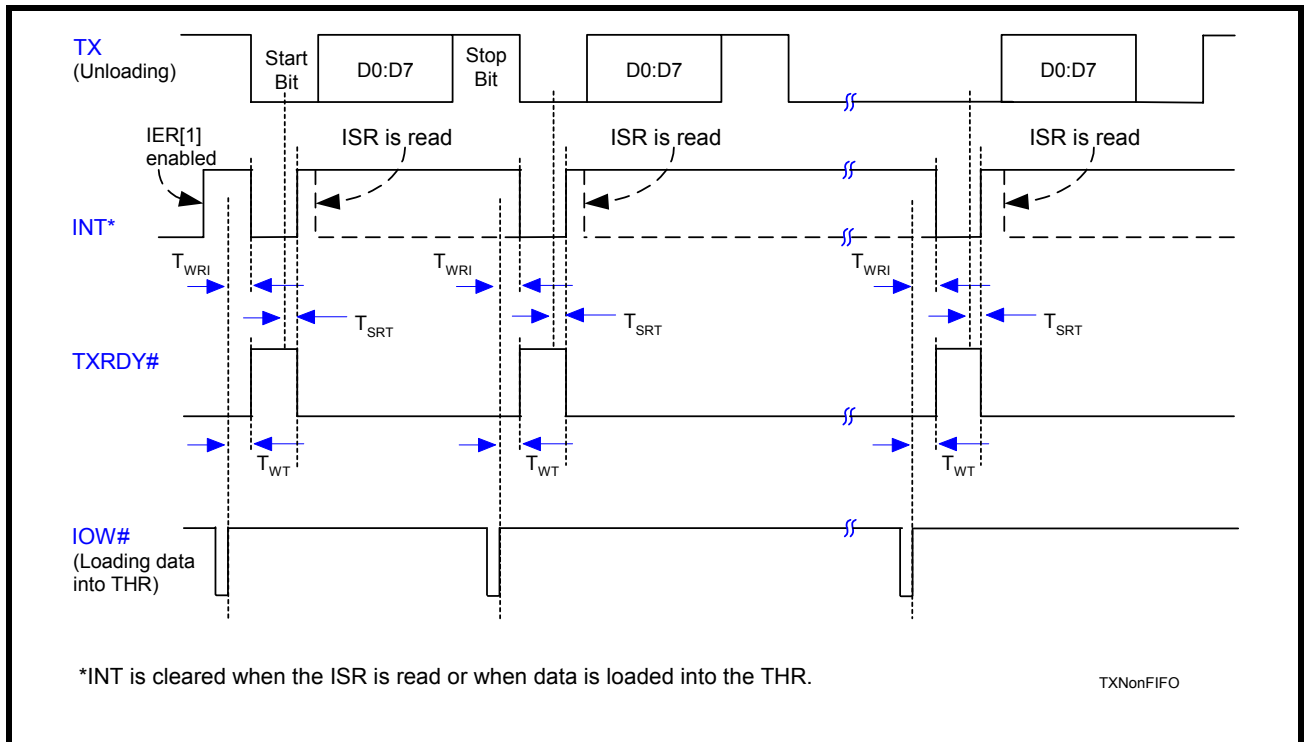 TX
(Unloading)
Start
Bit
D0:D7
Stop
Bit
D0:D7
D0:D7
IER[1]
enabled
ISR is read
ISR is read
ISR is read
INT*
TWRI
TWRI
TWRI
TSRT
TSRT
TSRT
TXRDY#
TWT
TWT
TWT
IOW#
(Loading data
into THR)
*INT is cleared when the ISR is read or when data is loaded into the THR.
TXNonFIFO